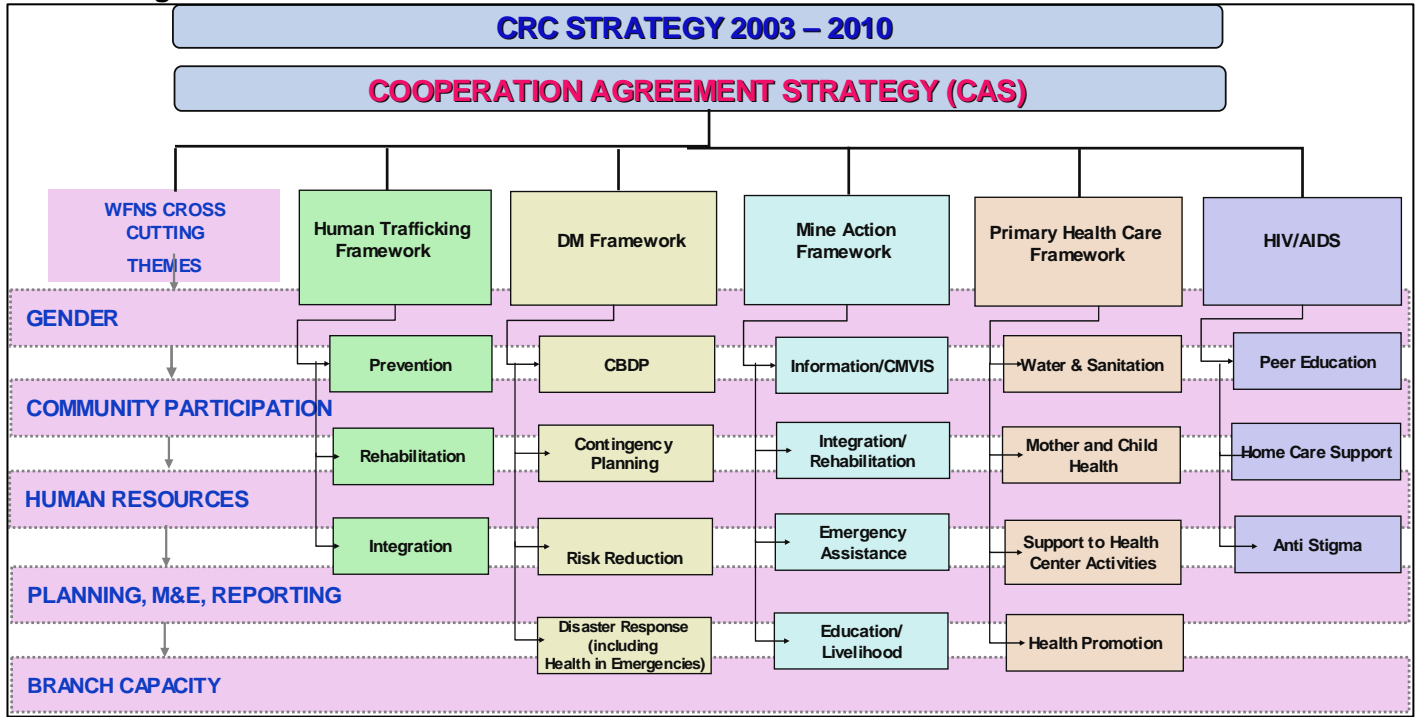 CRC STRATEGY 2003 – 2010
COOPERATION AGREEMENT STRATEGY (CAS)
WFNS CROSS
CUTTING
THEMES
Human Trafficking
Framework
DM Framework
Mine Action
Framework
Primary Health Care
Framework
HIV/AIDS
GENDER
Prevention
CBDP
Information/CMVIS
Water & Sanitation
Peer Education
COMMUNITY PARTICIPATION
Rehabilitation
Contingency
Planning
Integration/
Rehabilitation
Mother and Child
Health
Home Care Support
HUMAN RESOURCES
Integration
Risk Reduction
Emergency
Assistance
Support to Health
Center Activities
Anti Stigma
PLANNING, M&E, REPORTING
Disaster Response
(including
Health in Emergencies)
Education/
Livelihood
Health Promotion
BRANCH CAPACITY